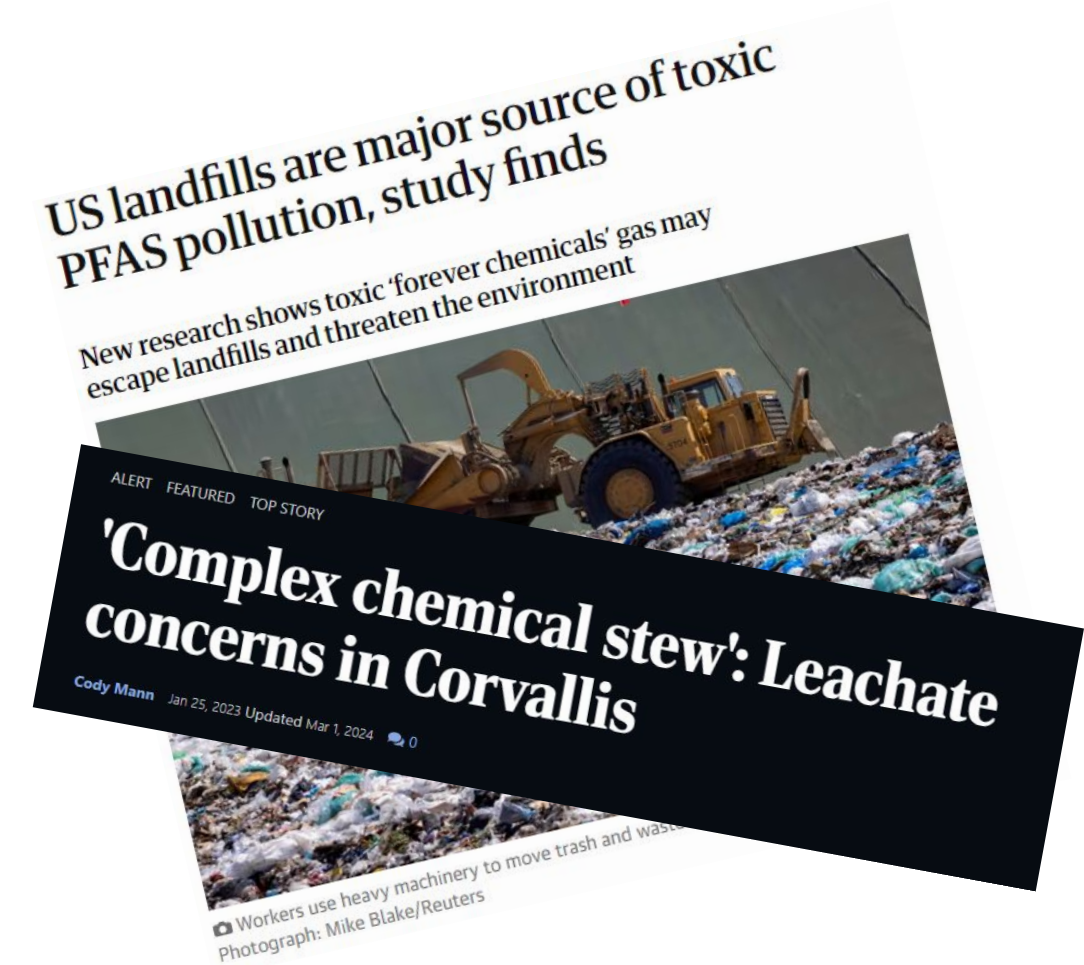 US landfills are major source of toxic
PFAS pollution, study finds
New research shows toxic ‘forever chemicals’ gas may
escape landfills and threaten the environment
5704
ALERT FEATURED TOP STORY
'Complex chemical stew': Leachate
concerns in Corvallis
Cody Mann Jan 25, 2023 Updated Mar 1, 2024 0
Workers use heavy machinery to move trash and waste
Photograph: Mike Blake/Reuters